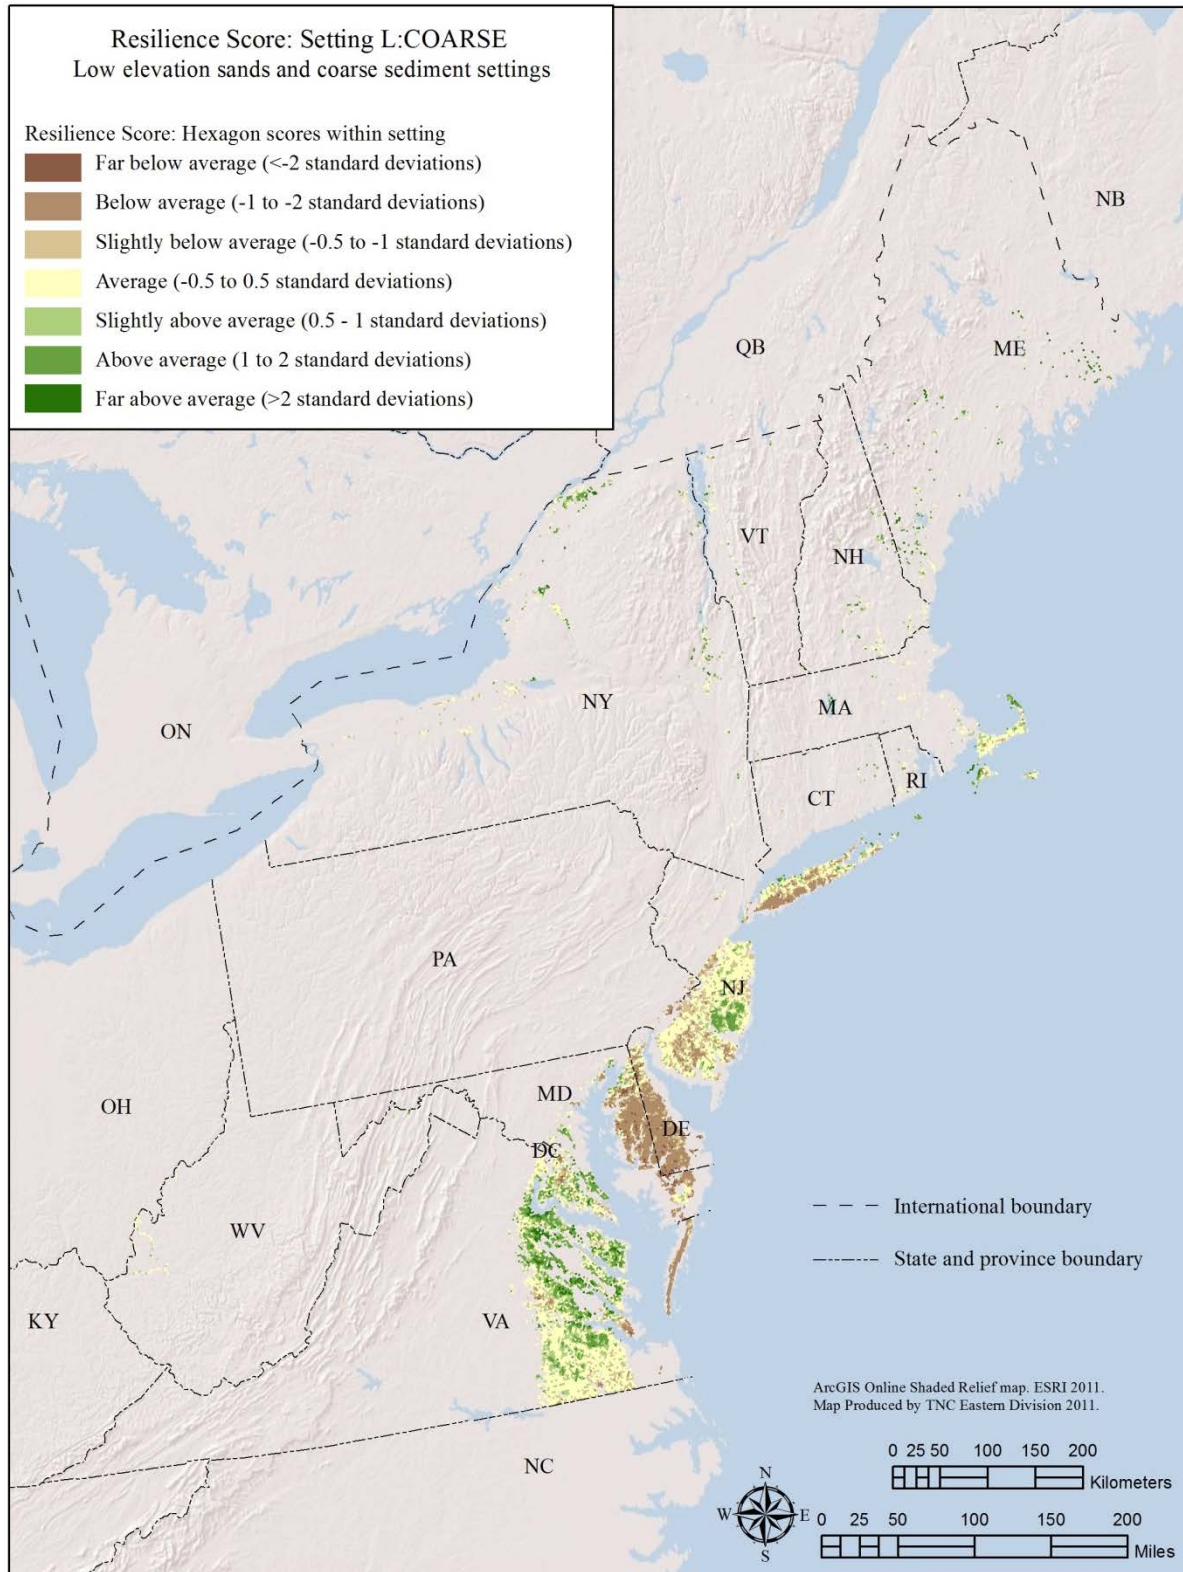 Resilience Score: Setting L:COARSE
Low elevation sands and coarse sediment settings
Resilience Score: Hexagon scores within setting
Far below average (<-2 standard deviations)
Below average (-1 to -2 standard deviations)
Slightly below average (-0.5 to -1 standard deviations)
Average (-0.5 to 0.5 standard deviations)
Slightly above average (0.5 - 1 standard deviations)
Above average (1 to 2 standard deviations)
Far above average (>2 standard deviations)
NB
QB
ME
VT
NH
NY
MA
ON
CT
RI
PA
NJ
OH
MD
DE
DC
WV
KY
VA
NC
International boundary
State and province boundary
ArcGIS Online Shaded Relief map. ESRI 2011.
Map Produced by TNC Eastern Division 2011.
0 25 50 100 150 200
Kilometers
N
W E
S
0 25 50 100 150 200
Miles